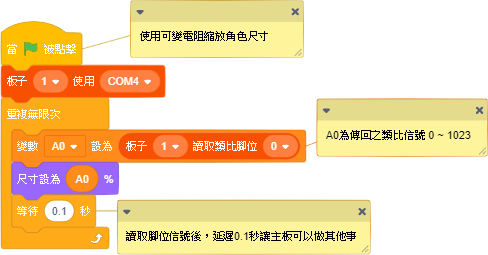 使用可變電阻縮放角色尺寸
當 被點擊
板子 1 使用 COM4
重複無限次
變數 A0 設為 板子 1 讀取類比腳位 0
A0為傳回之類比信號 0 ~ 1023
尺寸設為 A0 %
等待 0.1 秒
讀取腳位信號後，延遲0.1秒讓主板可以做其他事